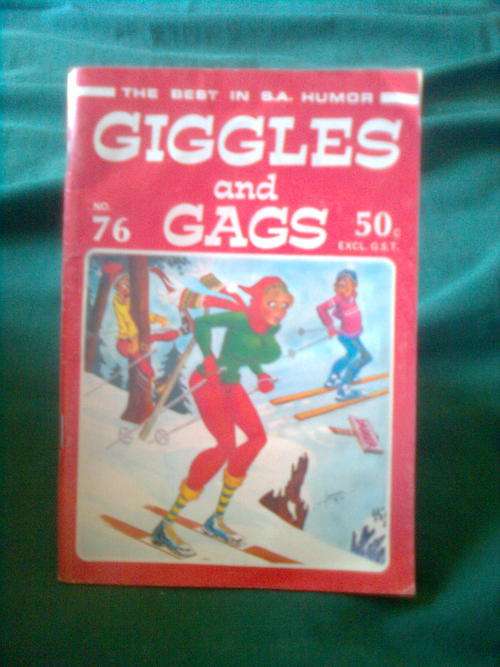 THE BEST IN S.A. HUMOR
GIGGLES
and
GAGS
NO.
76
50c
EXCL. G.S.T.